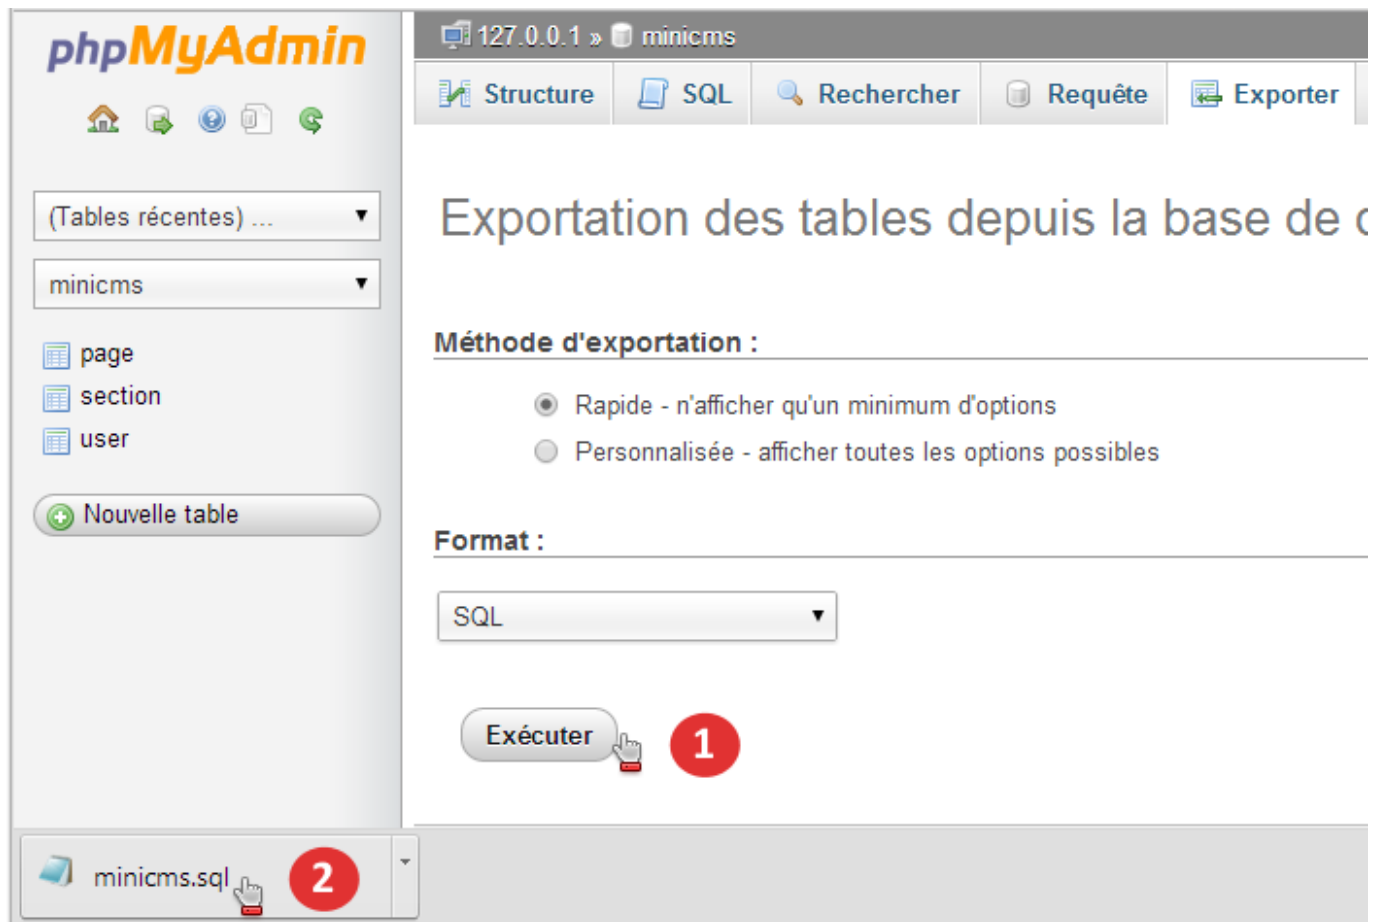 phpMyAdmin
127.0.0.1 » minicms
Structure SQL Rechercher Requête Exporter
(Tables récentes) ...
minicms
page
section
user
Nouvelle table
Exportation des tables depuis la base de
Méthode d'exportation :
Rapide - n'afficher qu'un minimum d'options
Personnalisée - afficher toutes les options possibles
Format :
SQL
Exécuter
1
minicms.sql
2